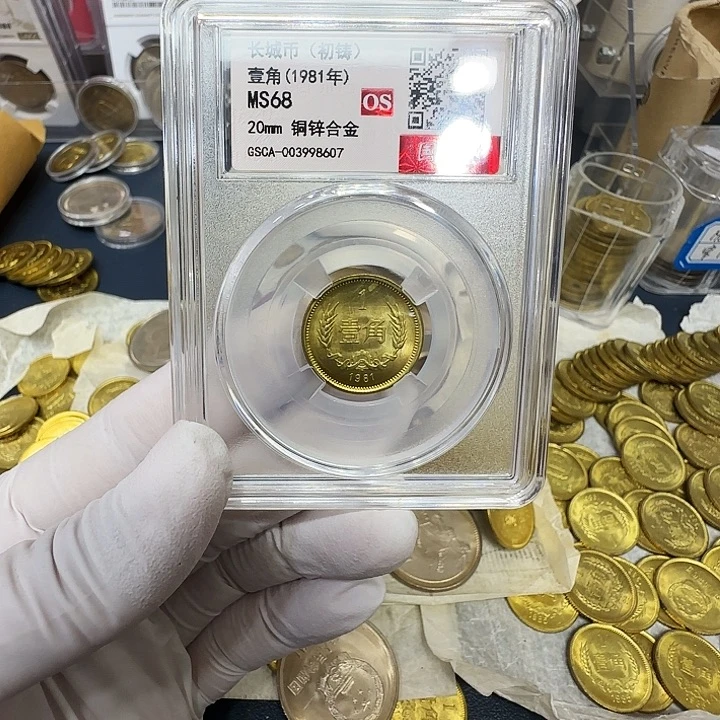 长城币（初铸）
壹角(1981年)
MS68
OS
20mm 铜锌合金
GSCA-003998607
1
壹角
1981